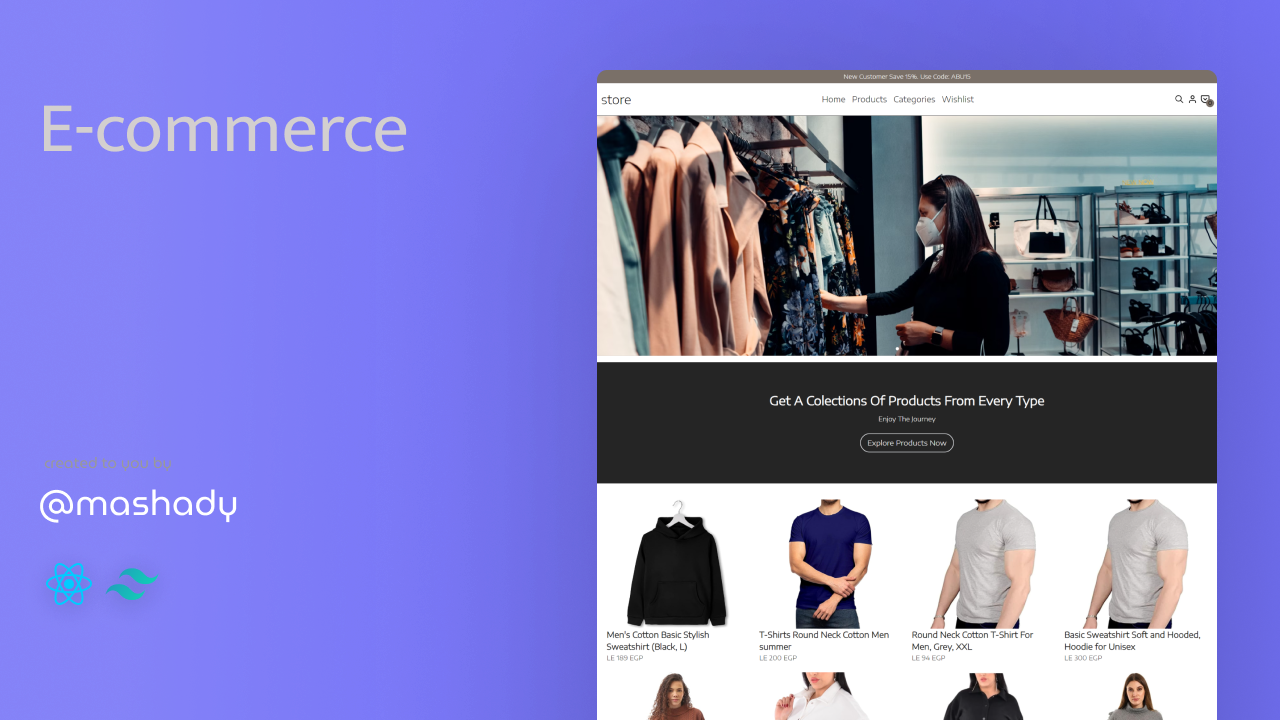 E-commerce
created to you by
@mashady
New Customer Save 15%. Use Code: ABU15
store
Home Products Categories Wishlist
Get A Colections Of Products From Every Type
Enjoy The Journey
Explore Products Now
Men's Cotton Basic Stylish
Sweatshirt (Black, L)
LE 189 EGP
T-Shirts Round Neck Cotton Men
summer
LE 200 EGP
Round Neck Cotton T-Shirt For
Men, Grey, XXL
LE 94 EGP
Basic Sweatshirt Soft and Hooded,
Hoodie for Unisex
LE 300 EGP